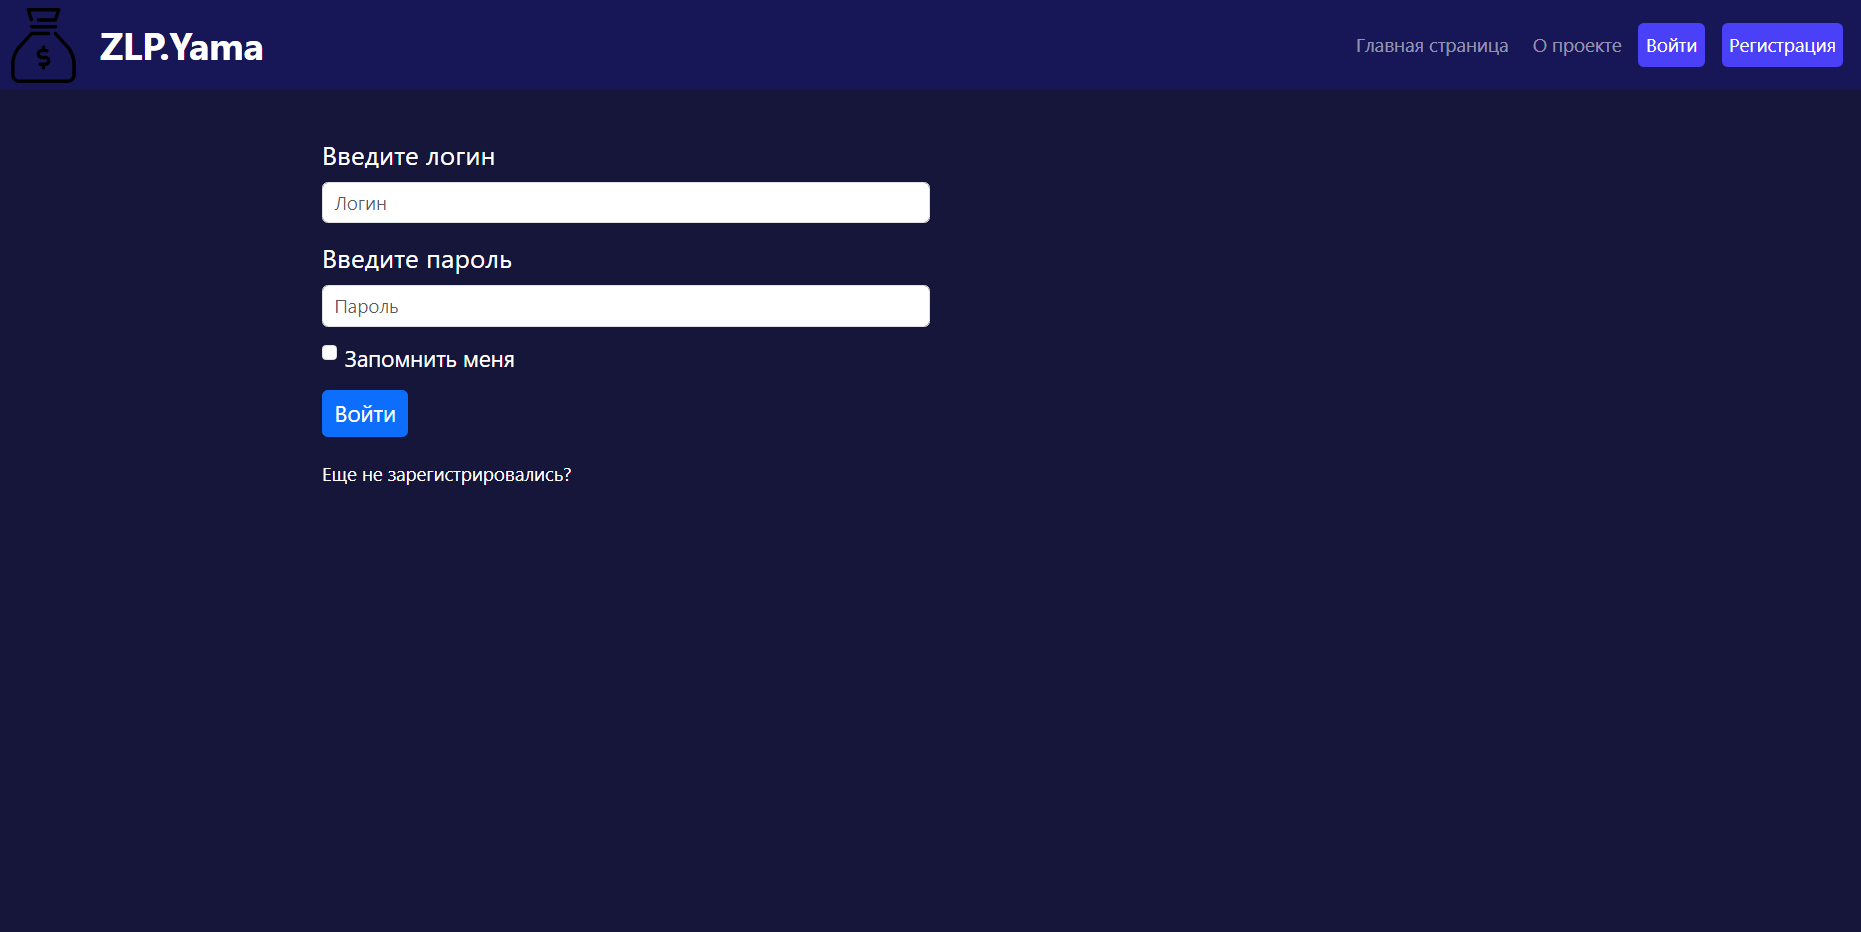 $
ZLP.Yama
Главная страница О проекте Войти Регистрация
Введите логин
Логин
Введите пароль
Пароль
Запомнить меня
Войти
Еще не зарегистрировались?